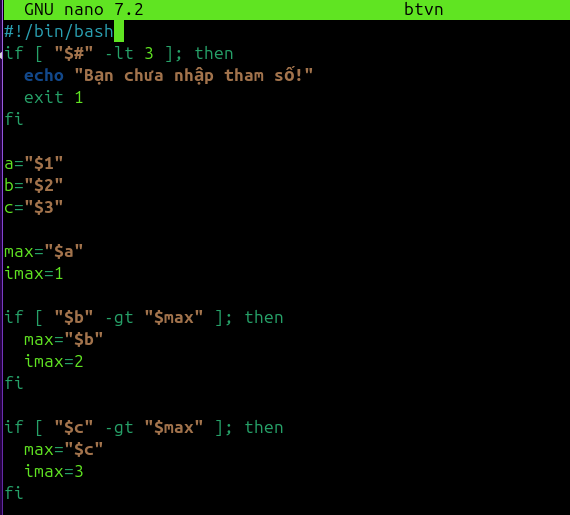 GNU nano 7.2 btvn
#!/bin/bash
if [ "$#" -lt 3 ]; then
  echo "Bạn chưa nhập tham số!"
  exit 1
fi

a="$1"
b="$2"
c="$3"

max="$a"
imax=1

if [ "$b" -gt "$max" ]; then
  max="$b"
  imax=2
fi

if [ "$c" -gt "$max" ]; then
  max="$c"
  imax=3
fi